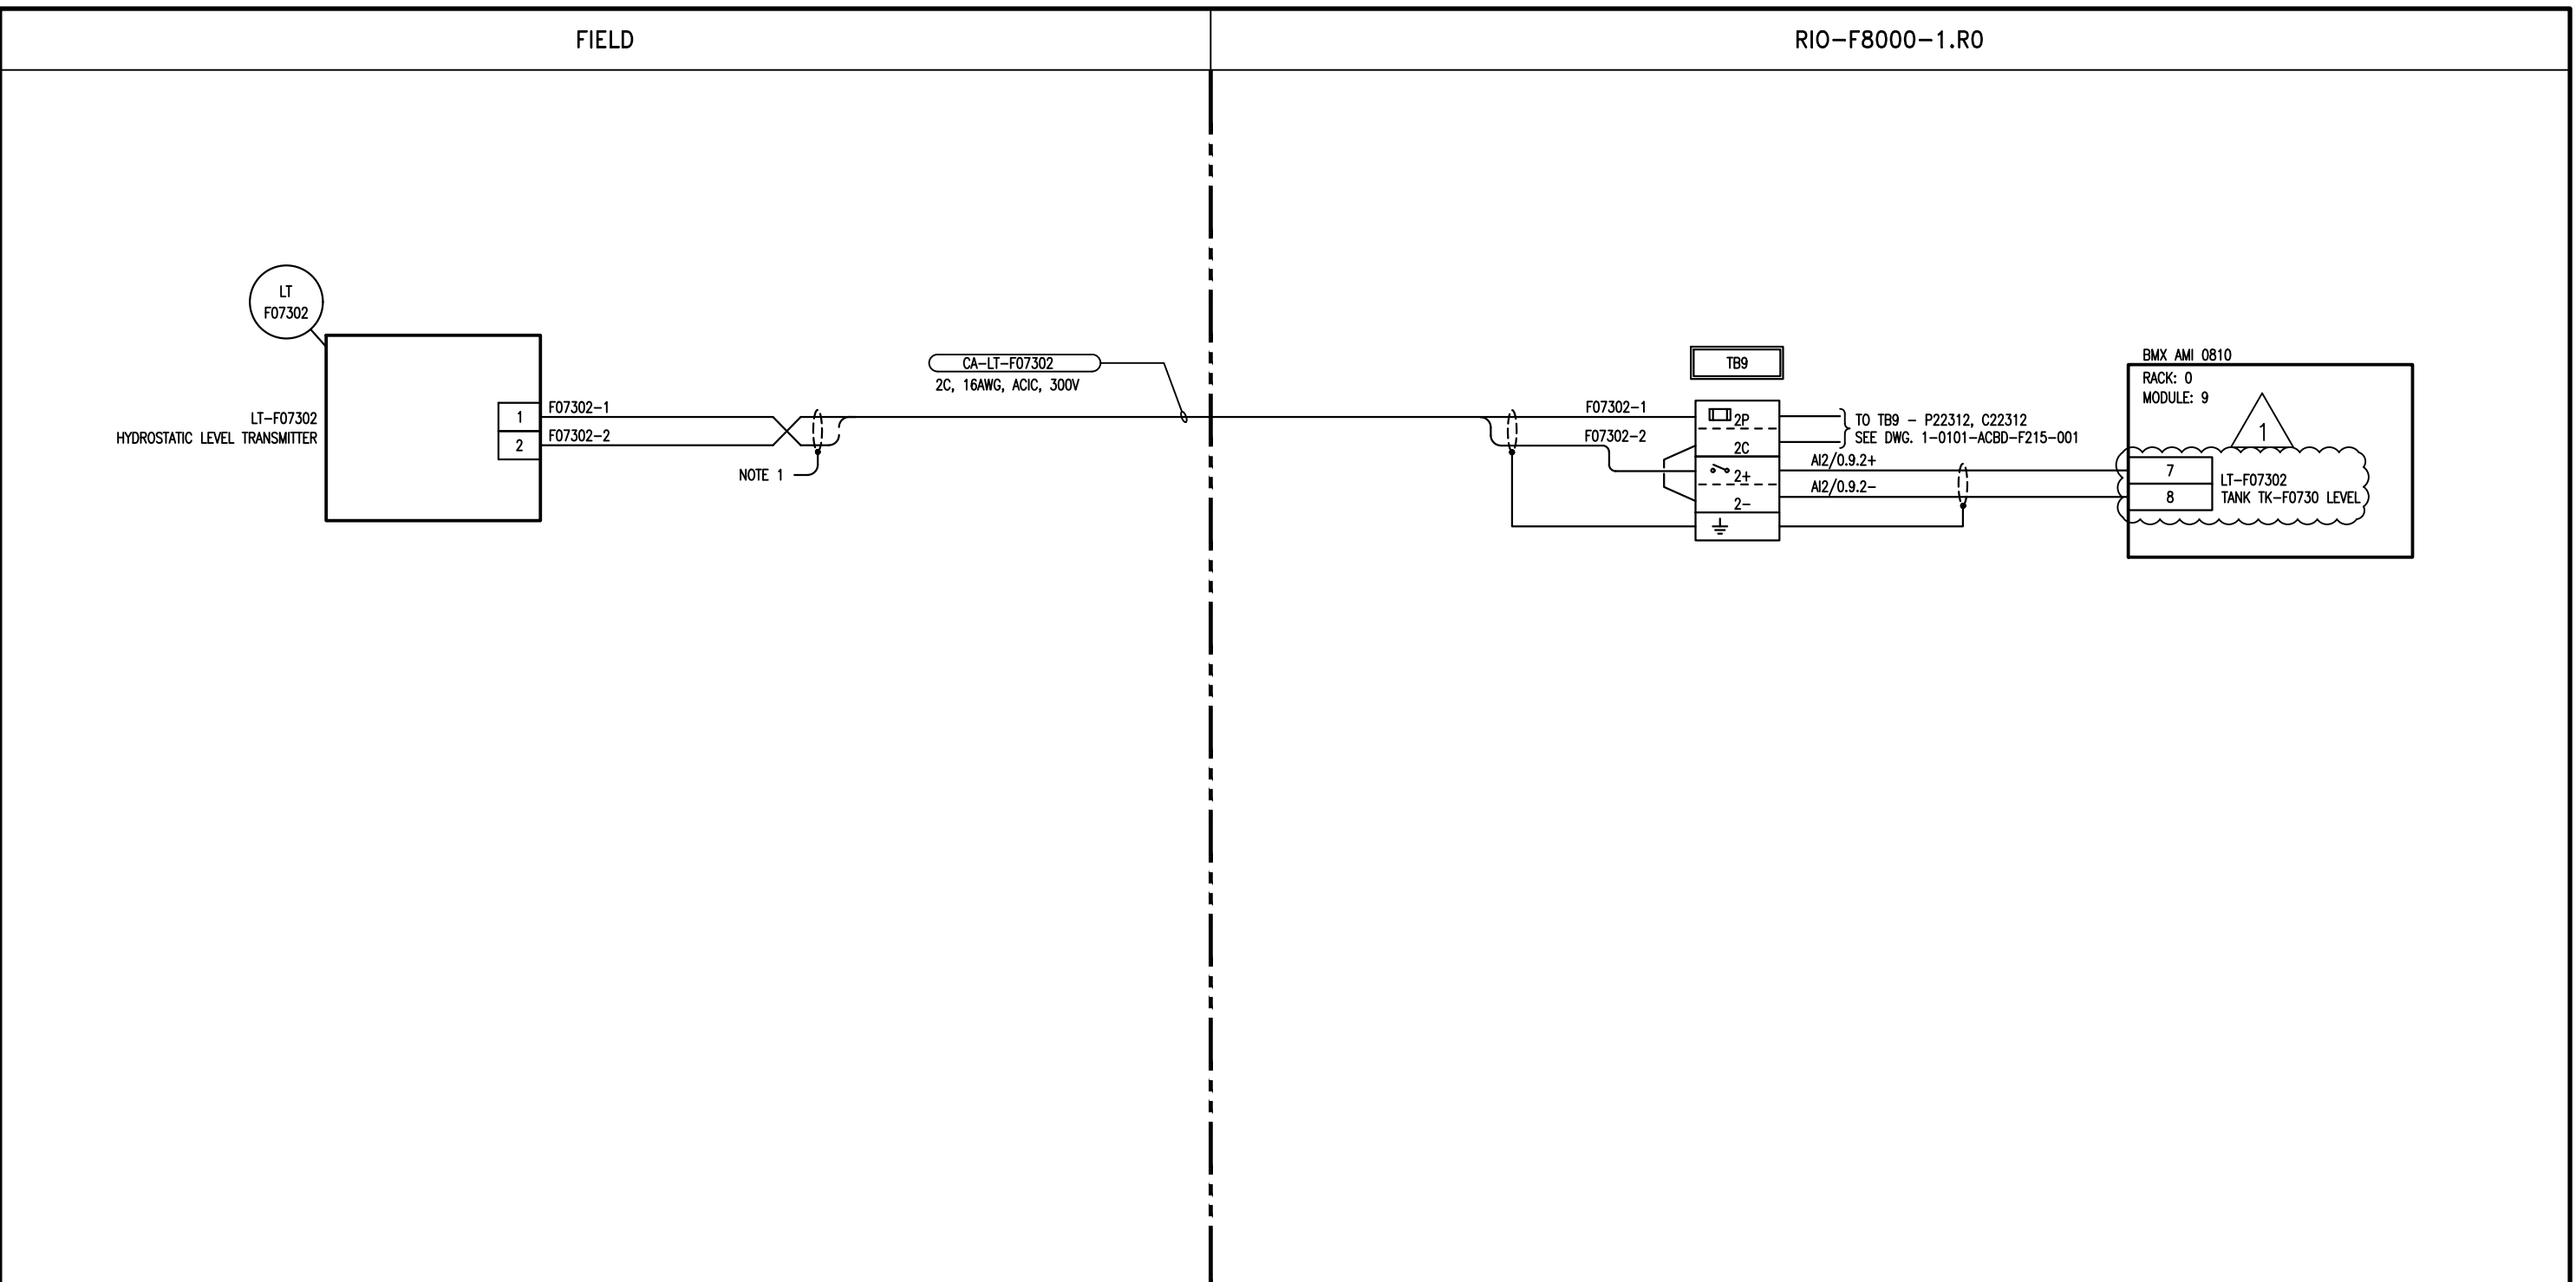 FIELD
RIO-F8000-1.R0
LT
F07302
LT-F07302
HYDROSTATIC LEVEL TRANSMITTER
1
2
F07302-1
F07302-2
NOTE 1
CA-LT-F07302
2C, 16AWG, ACIC, 300V
F07302-1
F07302-2
TB9
2P
2C
2+
2-
TO TB9 - P22312, C22312
SEE DWG. 1-0101-ACBD-F215-001
AI2/0.9.2+
AI2/0.9.2-
BMX AMI 0810
RACK: 0
MODULE: 9
1
7
8
LT-F07302
TANK TK-F0730 LEVEL